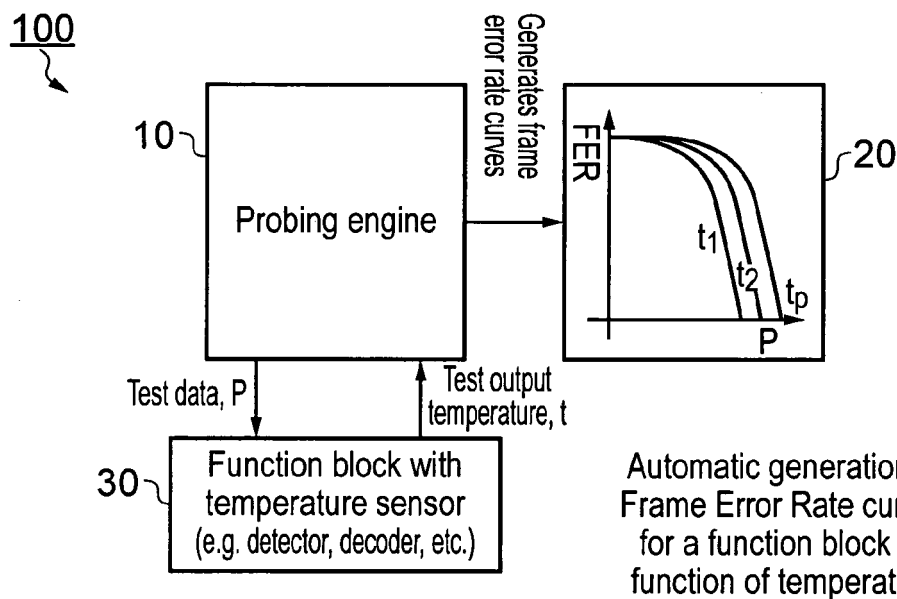 100
Generates frame
error rate curves
10
Probing engine
FER
t1
t2
tp
P
20
Test data, P
Test output
temperature, t
30
Function block with
temperature sensor
(e.g. detector, decoder, etc.)
Automatic generation
Frame Error Rate cur
for a function block
function of temperat